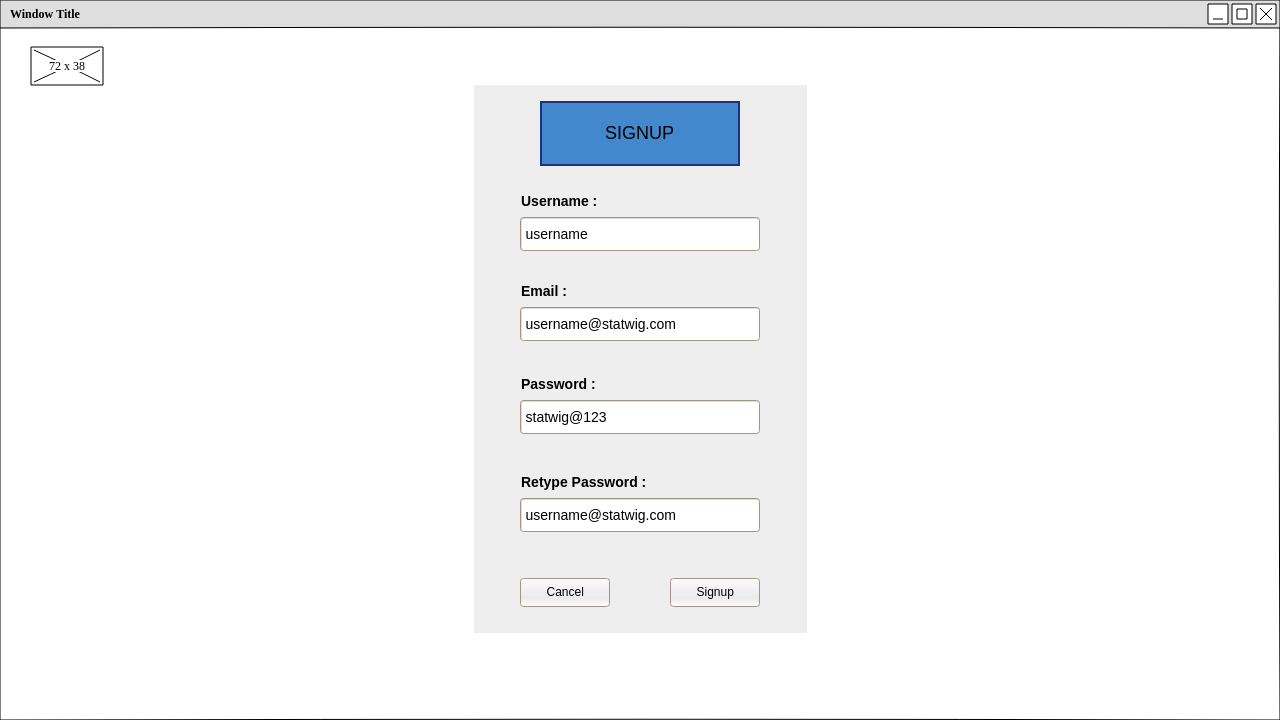 Window Title
72 x 38
SIGNUP
Username :
username
Email :
username@statwig.com
Password :
statwig@123
Retype Password :
username@statwig.com
Cancel Signup